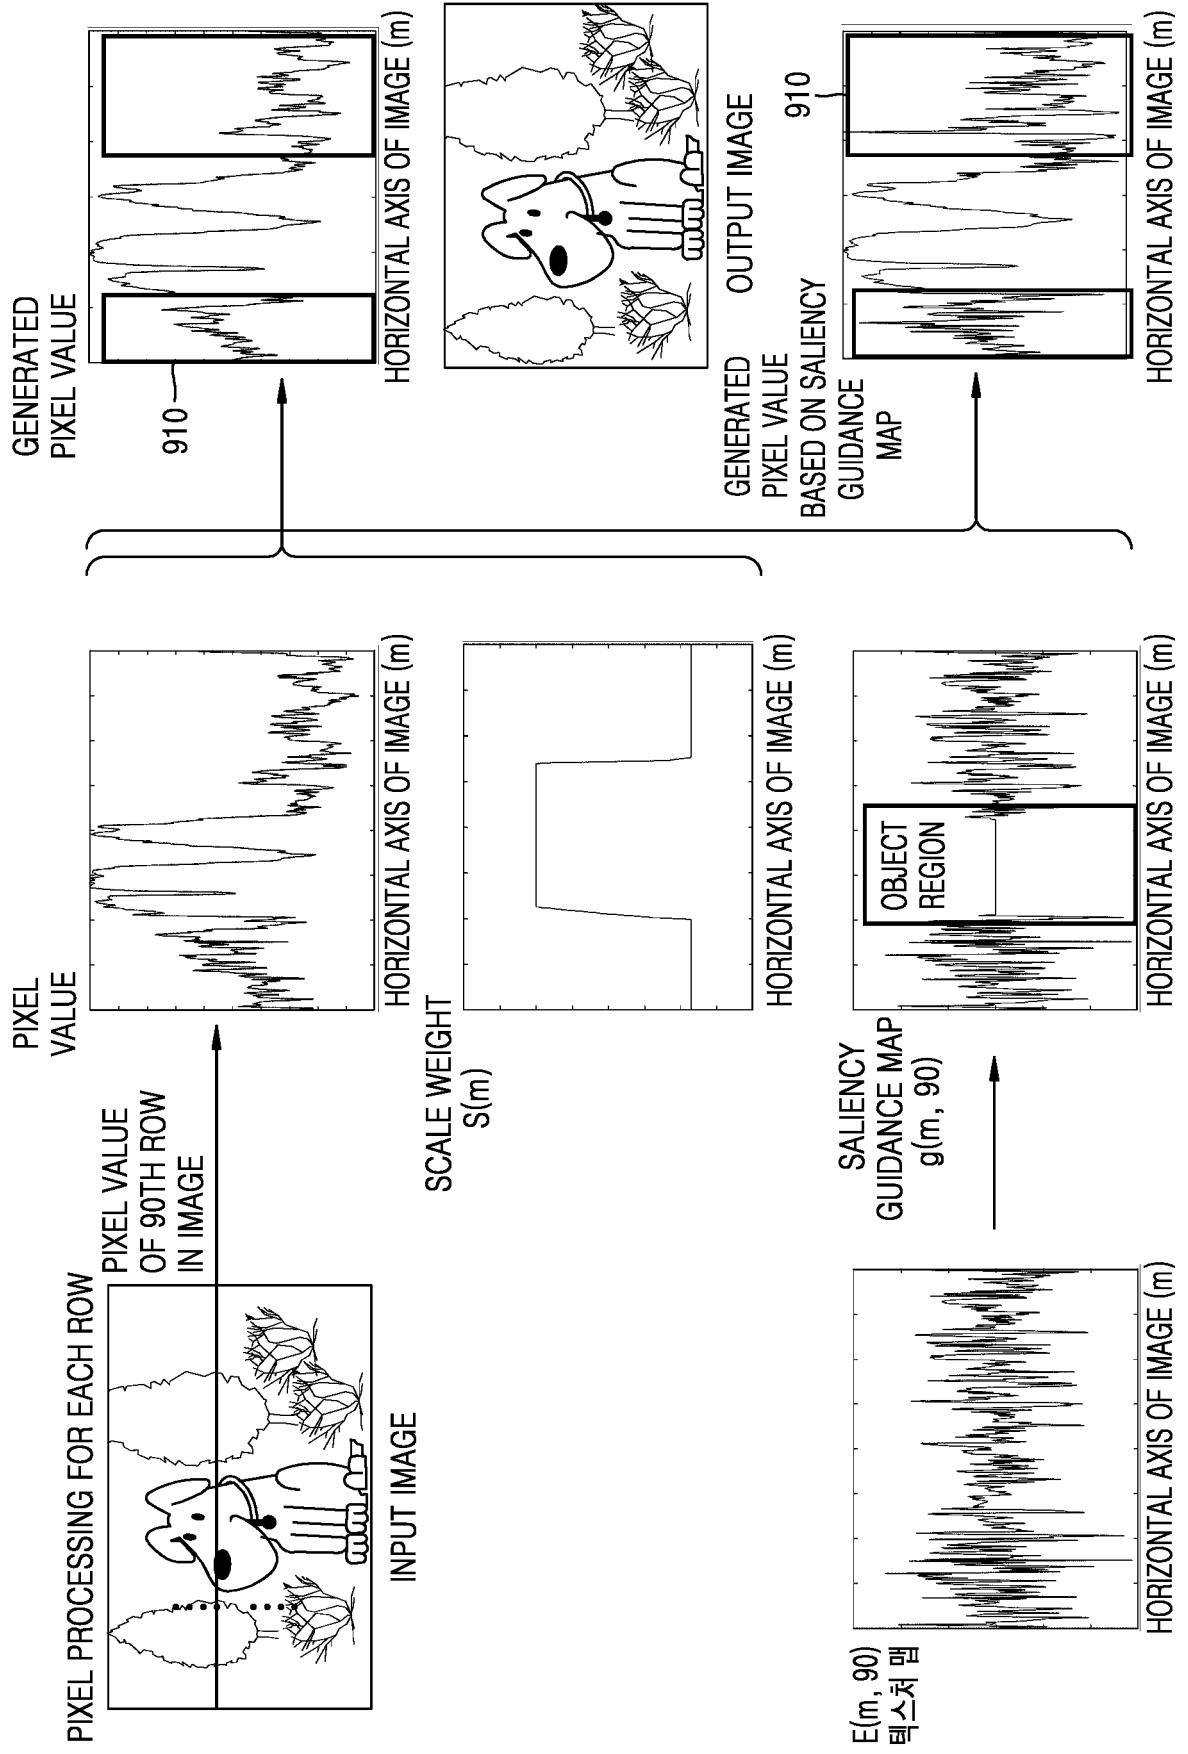 PIXEL PROCESSING FOR EACH ROW
INPUT IMAGE
PIXEL VALUE
OF 90TH ROW
IN IMAGE
PIXEL
VALUE
HORIZONTAL AXIS OF IMAGE (m)
SCALE WEIGHT
S(m)
HORIZONTAL AXIS OF IMAGE (m)
E(m, 90)
텍스처 맵
HORIZONTAL AXIS OF IMAGE (m)
SALIENCY
GUIDANCE MAP
g(m, 90)
OBJECT
REGION
HORIZONTAL AXIS OF IMAGE (m)
GENERATED
PIXEL VALUE
910
HORIZONTAL AXIS OF IMAGE (m)
OUTPUT IMAGE
GENERATED
PIXEL VALUE
BASED ON SALIENCY
GUIDANCE
MAP
910
HORIZONTAL AXIS OF IMAGE (m)